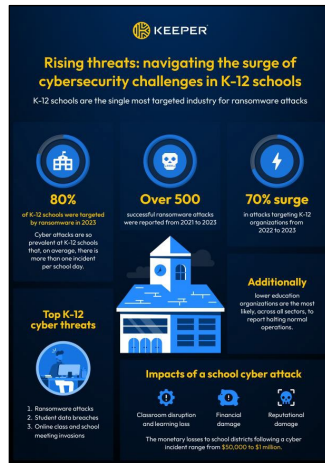 KEEPER
Rising threats: navigating the surge of
cybersecurity challenges in K-12 schools
K-12 schools are the single most targeted industry for ransomware attacks
80%
of K-12 schools were targeted
by ransomware in 2023
Cyber attacks are so
prevalent at K-12 schools
that, on average, there is
more than one incident
per school day.
Over 500
successful ransomware attacks
were reported from 2021 to 2023
70% surge
in attacks targeting K-12
organizations from
2022 to 2023
Additionally
lower education
organizations are the most
likely, across all sectors, to
report halting normal
operations.
Top K-12
cyber threats
1. Ransomware attacks
2. Student data breaches
3. Online class and school
meeting invasions
Impacts of a school cyber attack
Classroom disruption
and learning loss
Financial
damage
Reputational
damage
The monetary losses to school districts following a cyber
incident range from $50,000 to $1 million.